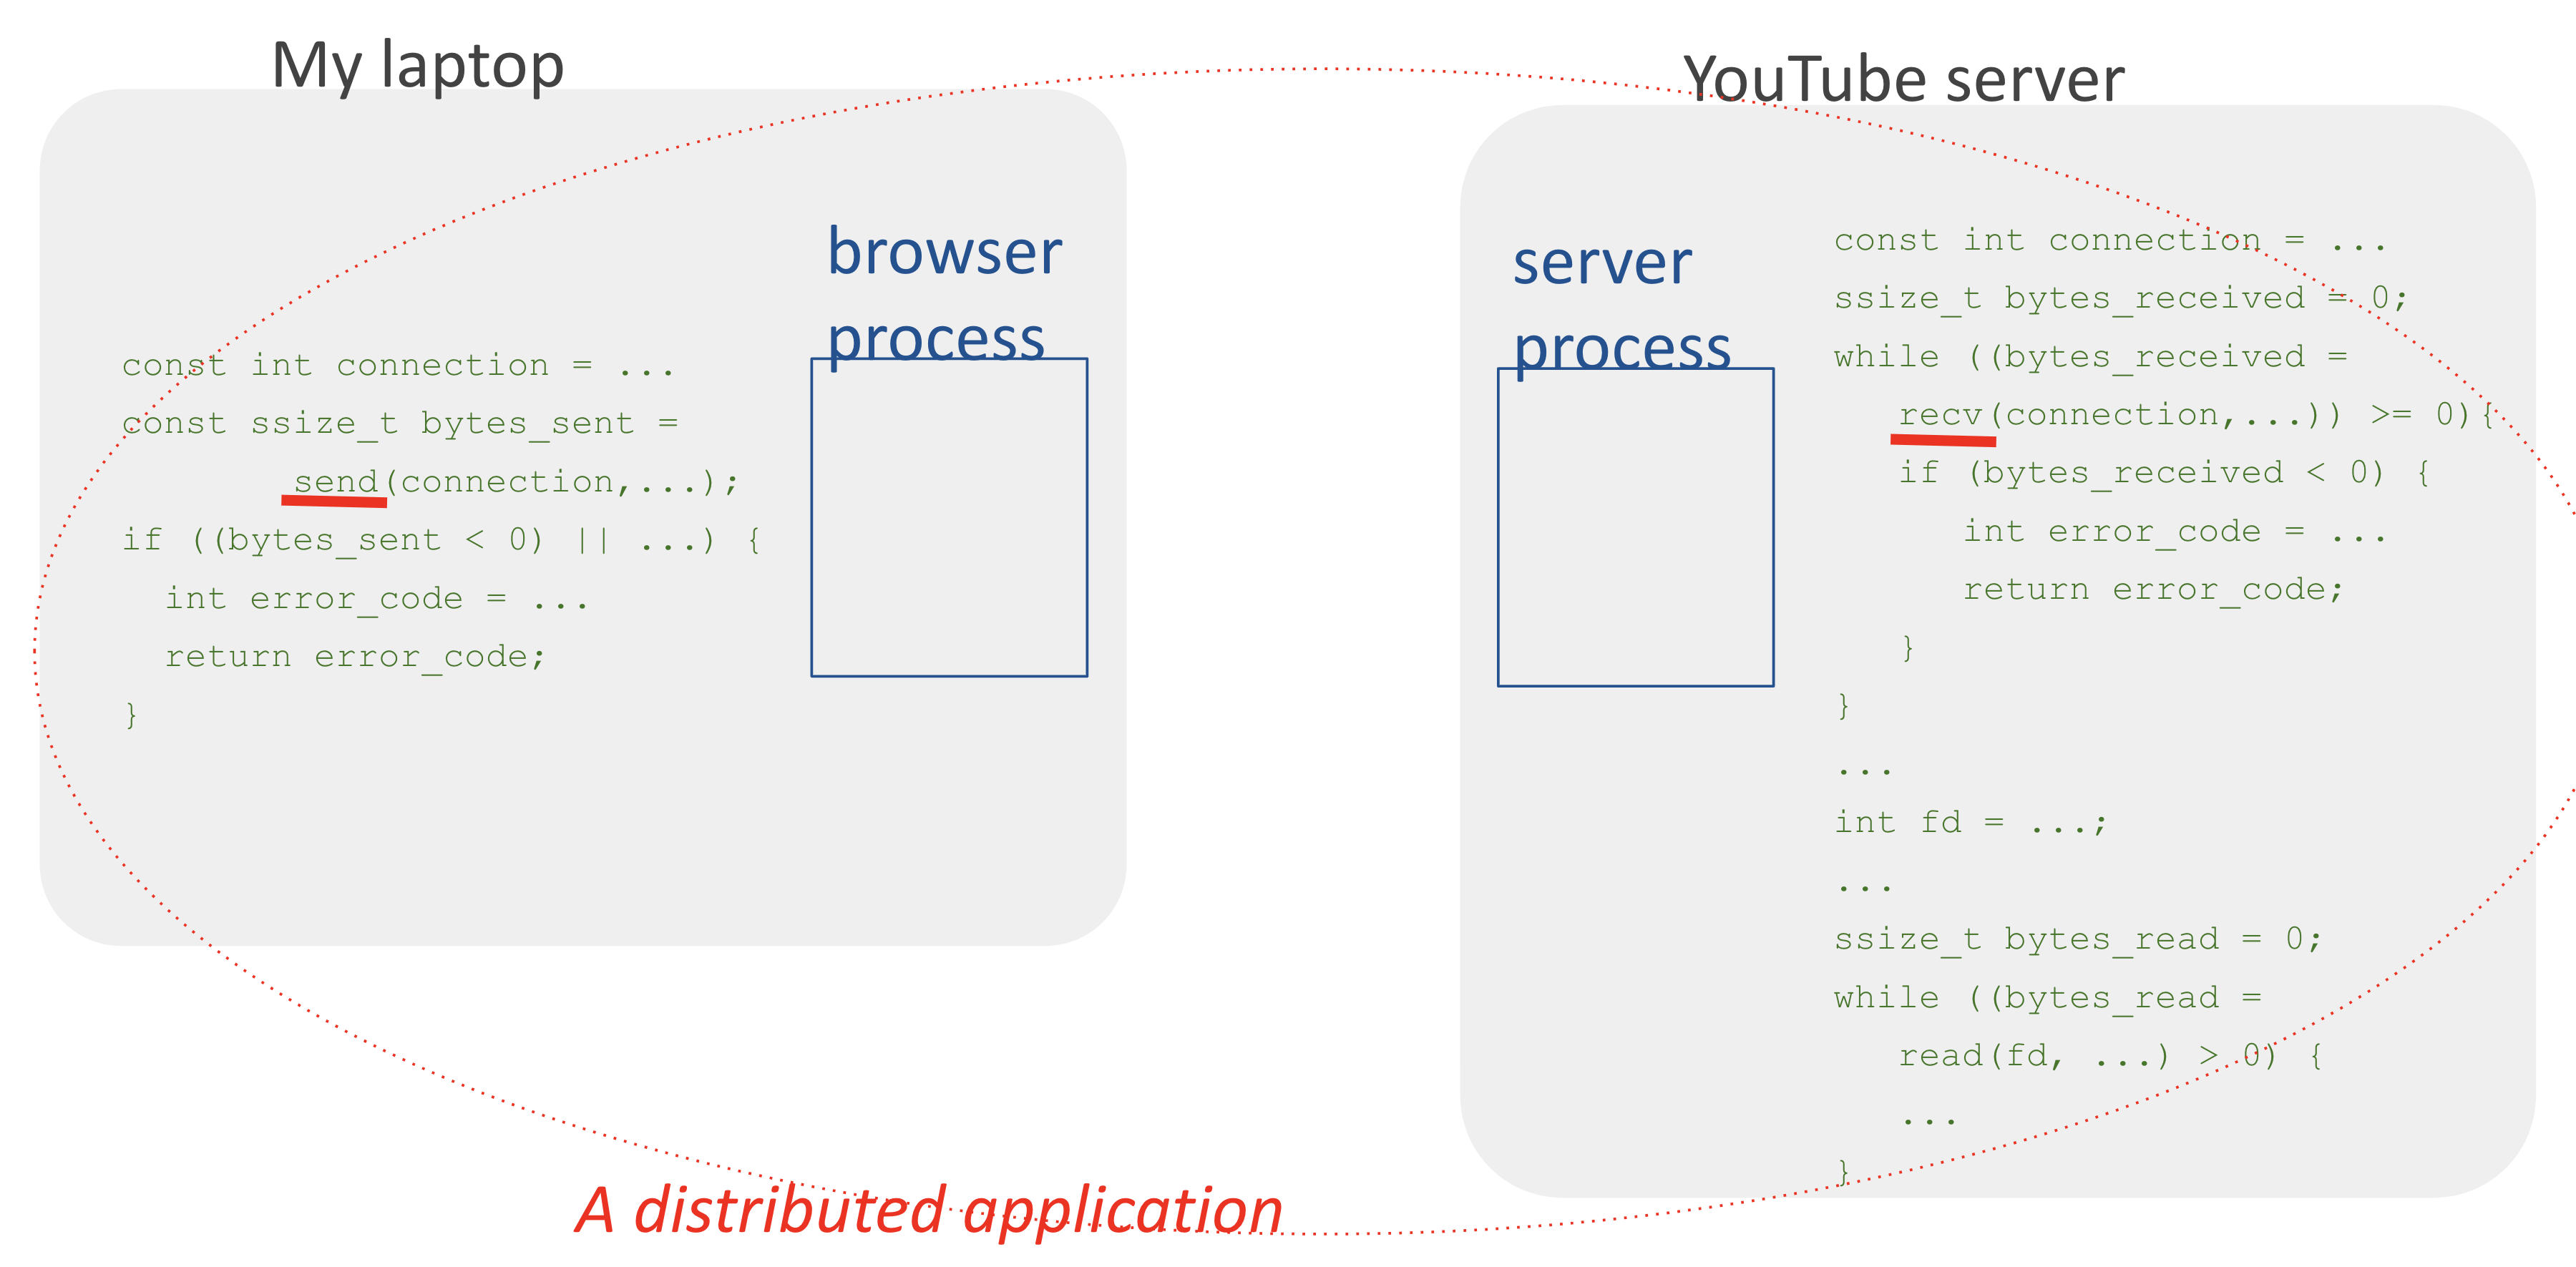 My laptop
browser
process
const int connection = ...
const ssize_t bytes_sent =
        send(connection,...);
if ((bytes_sent < 0) || ...) {
  int error_code = ...
  return error_code;
}
YouTube server
server
process
const int connection = ...
ssize_t bytes_received = 0;
while ((bytes_received =
   recv(connection,...)) >= 0){
   if (bytes_received < 0) {
      int error_code = ...
      return error_code;
   }
}
...
int fd = ...;
...
ssize_t bytes_read = 0;
while ((bytes_read =
   read(fd, ...) > 0) {
   ...
}
A distributed application